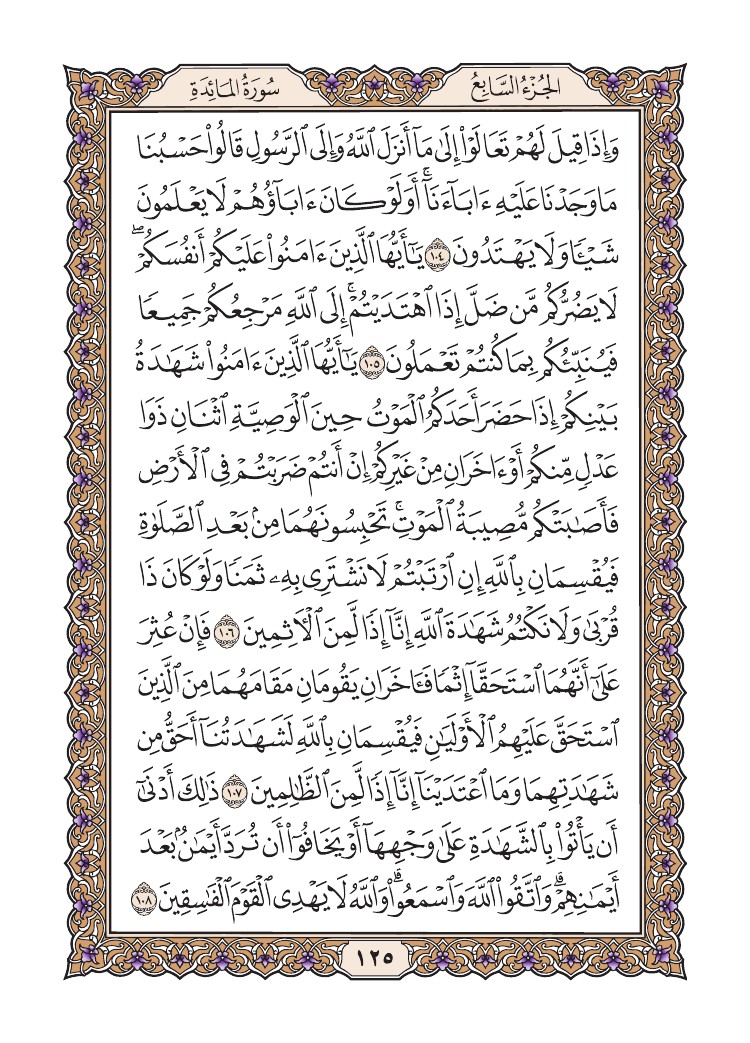 الجُزْءُ السَّابِعُ
سُورَةُ المَائِدَةِ
وَإِذَا قِيلَ لَهُمْ تَعَالَوْا۟ إِلَىٰ مَآ أَنزَلَ ٱللَّهُ وَإِلَى ٱلرَّسُولِ قَالُوا۟ حَسْبُنَا
مَا وَجَدْنَا عَلَيْهِ ءَابَآءَنَآۚ أَوَلَوْ كَانَ ءَابَآؤُهُمْ لَا يَعْلَمُونَ
شَيْـًٔا وَلَا يَهْتَدُونَ ١٠٤ يَـٰٓأَيُّهَا ٱلَّذِينَ ءَامَنُوا۟ عَلَيْكُمْ أَنفُسَكُمْۖ
لَا يَضُرُّكُم مَّن ضَلَّ إِذَا ٱهْتَدَيْتُمْۚ إِلَى ٱللَّهِ مَرْجِعُكُمْ جَمِيعًا
فَيُنَبِّئُكُم بِمَا كُنتُمْ تَعْمَلُونَ ١٠٥ يَـٰٓأَيُّهَا ٱلَّذِينَ ءَامَنُوا۟ شَهَـٰدَةُ
بَيْنِكُمْ إِذَا حَضَرَ أَحَدَكُمُ ٱلْمَوْتُ حِينَ ٱلْوَصِيَّةِ ٱثْنَانِ ذَوَا
عَدْلٍ مِّنكُمْ أَوْ ءَاخَرَانِ مِنْ غَيْرِكُمْ إِنْ أَنتُمْ ضَرَبْتُمْ فِى ٱلْأَرْضِ
فَأَصَـٰبَتْكُم مُّصِيبَةُ ٱلْمَوْتِۚ تَحْبِسُونَهُمَا مِنۢ بَعْدِ ٱلصَّلَوٰةِ
فَيُقْسِمَانِ بِٱللَّهِ إِنِ ٱرْتَبْتُمْ لَا نَشْتَرِى بِهِۦ ثَمَنًا وَلَوْ كَانَ ذَا
قُرْبَىٰ وَلَا نَكْتُمُ شَهَـٰدَةَ ٱللَّهِ إِنَّآ إِذًا لَّمِنَ ٱلْـَٔاثِمِينَ ١٠٦ فَإِنْ عُثِرَ
عَلَىٰٓ أَنَّهُمَا ٱسْتَحَقَّآ إِثْمًا فَـَٔاخَرَانِ يَقُومَانِ مَقَامَهُمَا مِنَ ٱلَّذِينَ
ٱسْتَحَقَّ عَلَيْهِمُ ٱلْأَوْلَيَـٰنِ فَيُقْسِمَانِ بِٱللَّهِ لَشَهَـٰدَتُنَآ أَحَقُّ مِن
شَهَـٰدَتِهِمَا وَمَا ٱعْتَدَيْنَآ إِنَّآ إِذًا لَّمِنَ ٱلظَّـٰلِمِينَ ١٠٧ ذَٰلِكَ أَدْنَىٰٓ
أَن يَأْتُوا۟ بِٱلشَّهَـٰدَةِ عَلَىٰ وَجْهِهَآ أَوْ يَخَافُوٓا۟ أَن تُرَدَّ أَيْمَـٰنٌۢ بَعْدَ
أَيْمَـٰنِهِمْۗ وَٱتَّقُوا۟ ٱللَّهَ وَٱسْمَعُوا۟ۗ وَٱللَّهُ لَا يَهْدِى ٱلْقَوْمَ ٱلْفَـٰسِقِينَ ١٠٨
١٢٥